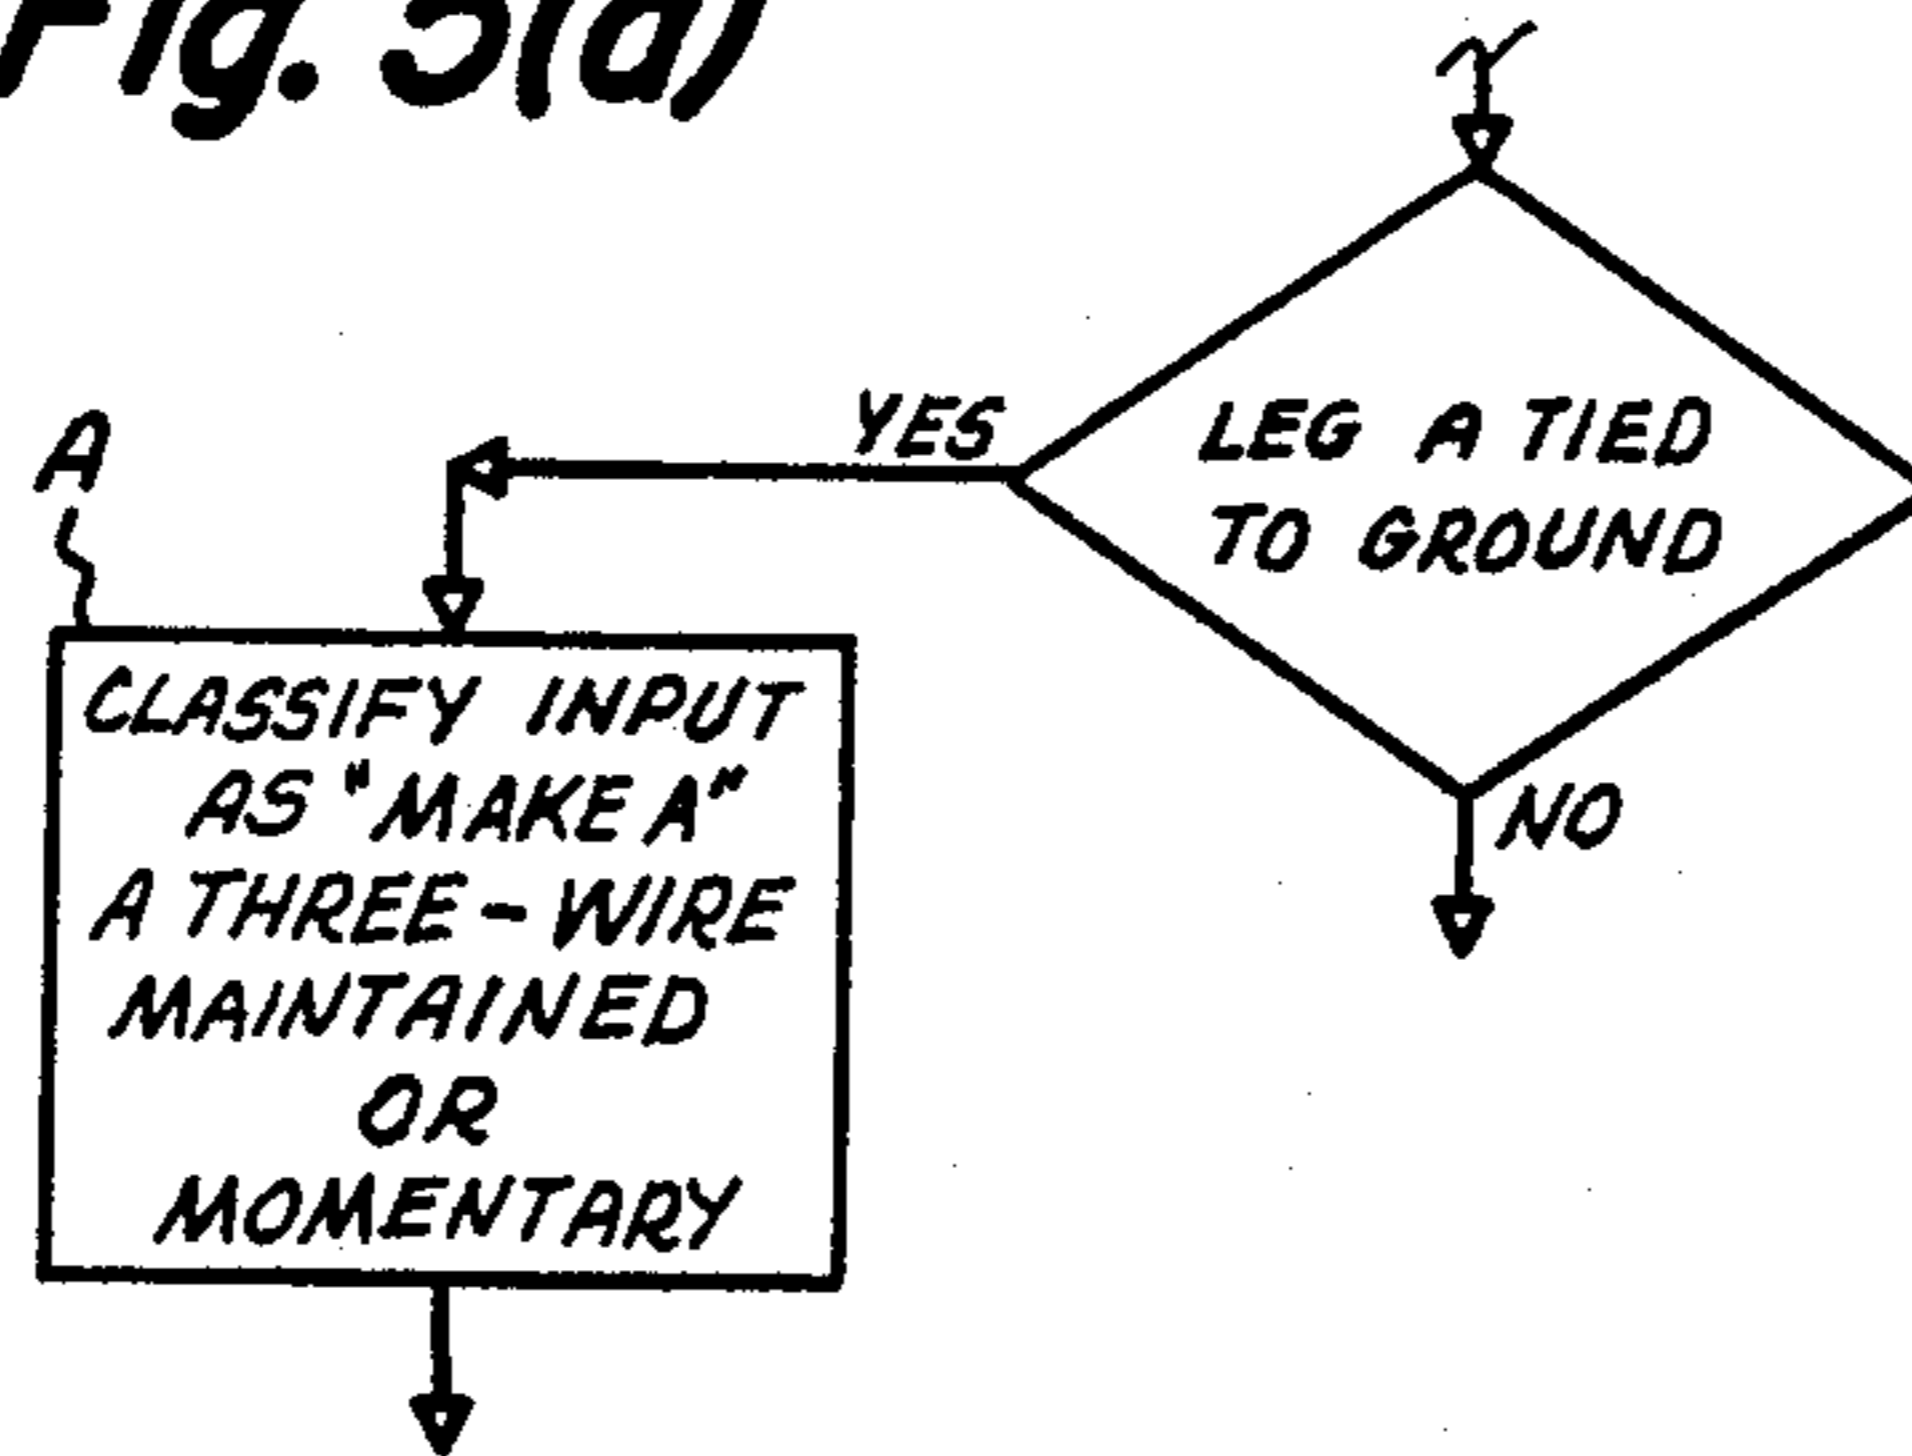 Fig. 5(a)
YES
LEG A TIED
TO GROUND
NO
A
CLASSIFY INPUT
AS "MAKE A"
A THREE-WIRE
MAINTAINED
OR
MOMENTARY